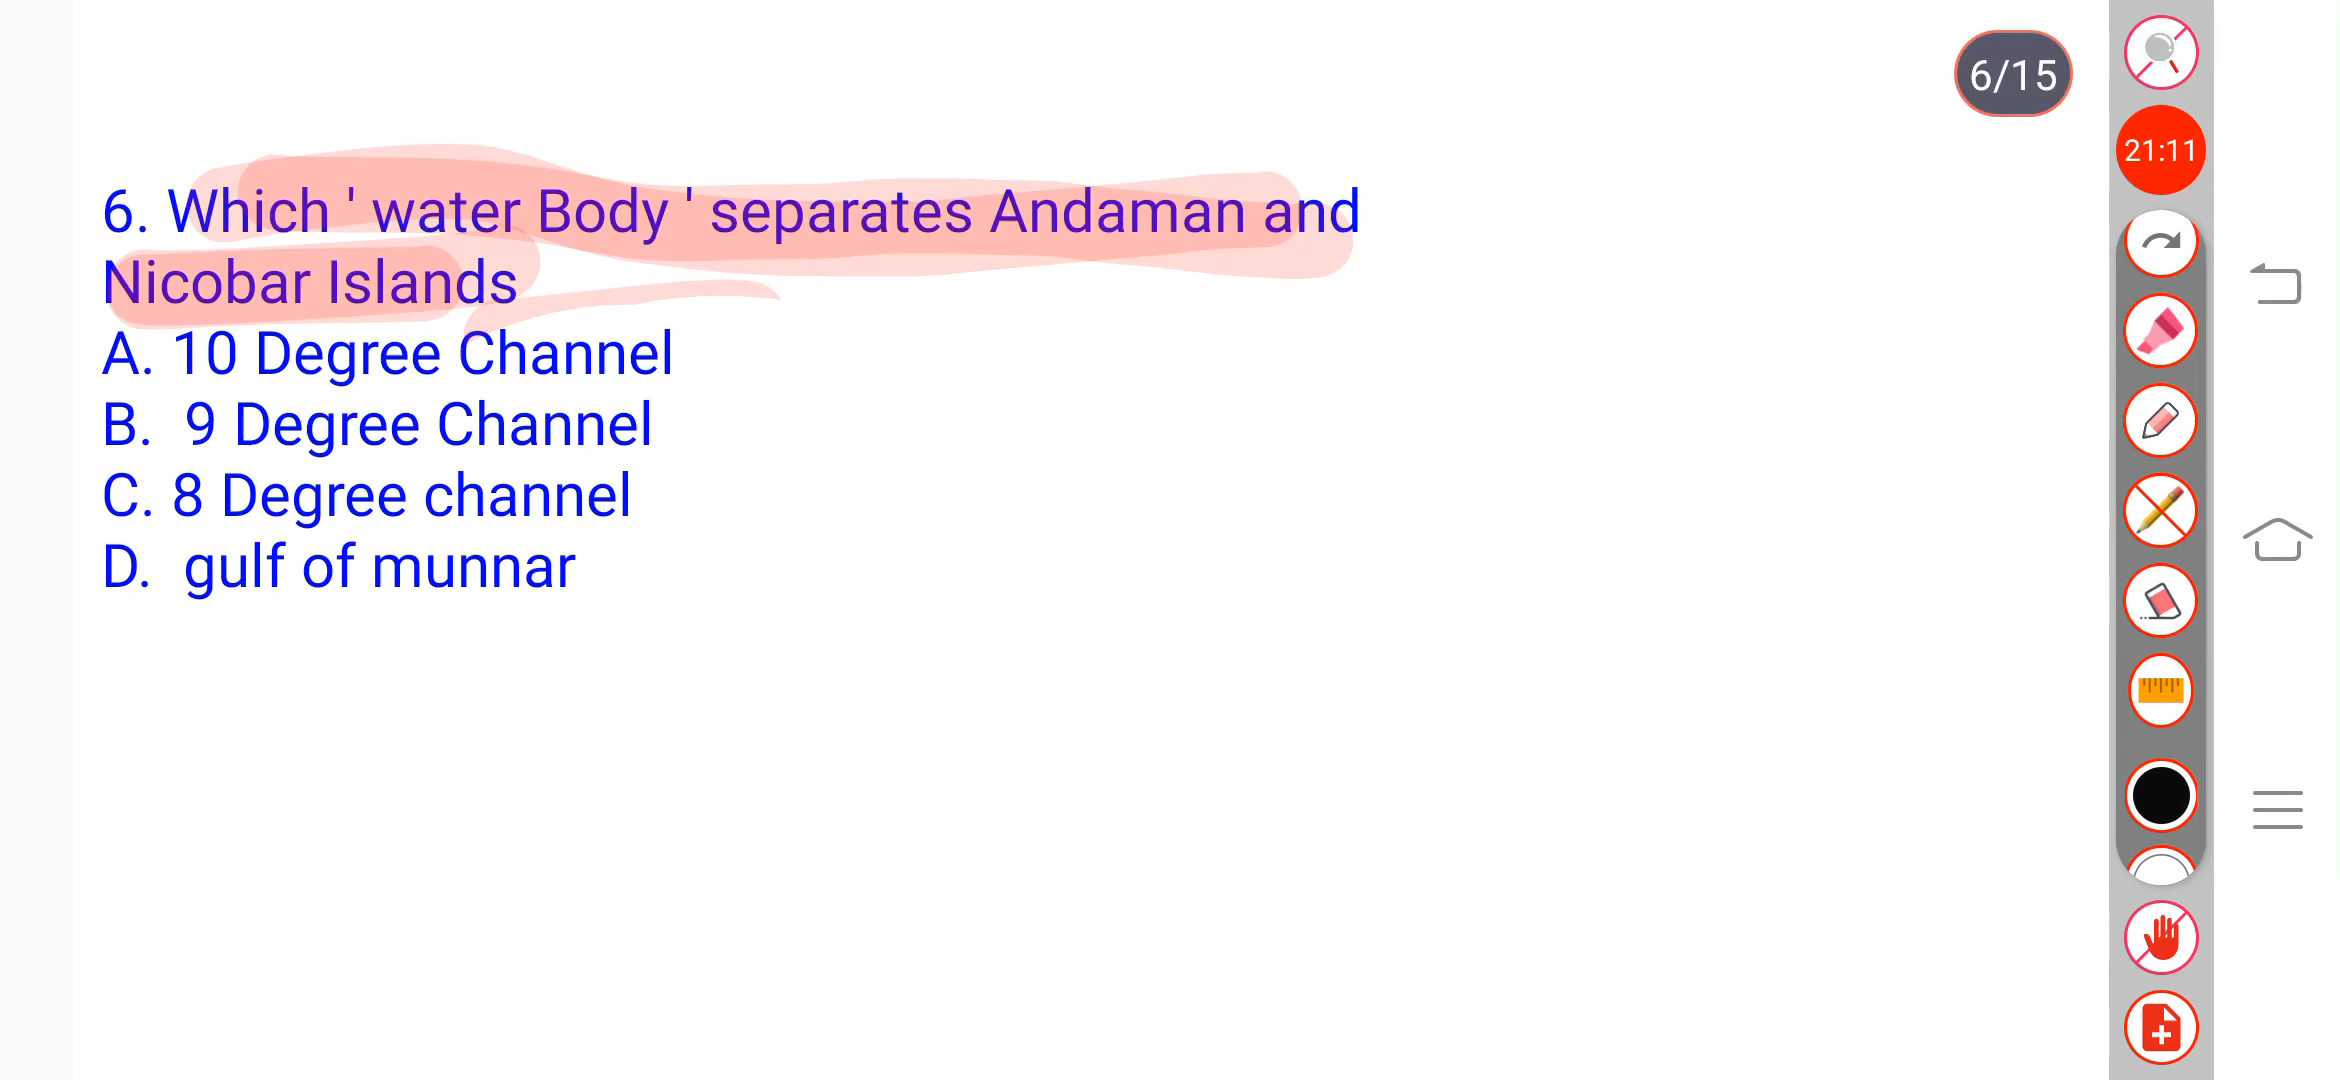 6/15
21:11
6. Which ' water Body ' separates Andaman and
Nicobar Islands
A. 10 Degree Channel
B. 9 Degree Channel
C. 8 Degree channel
D. gulf of munnar